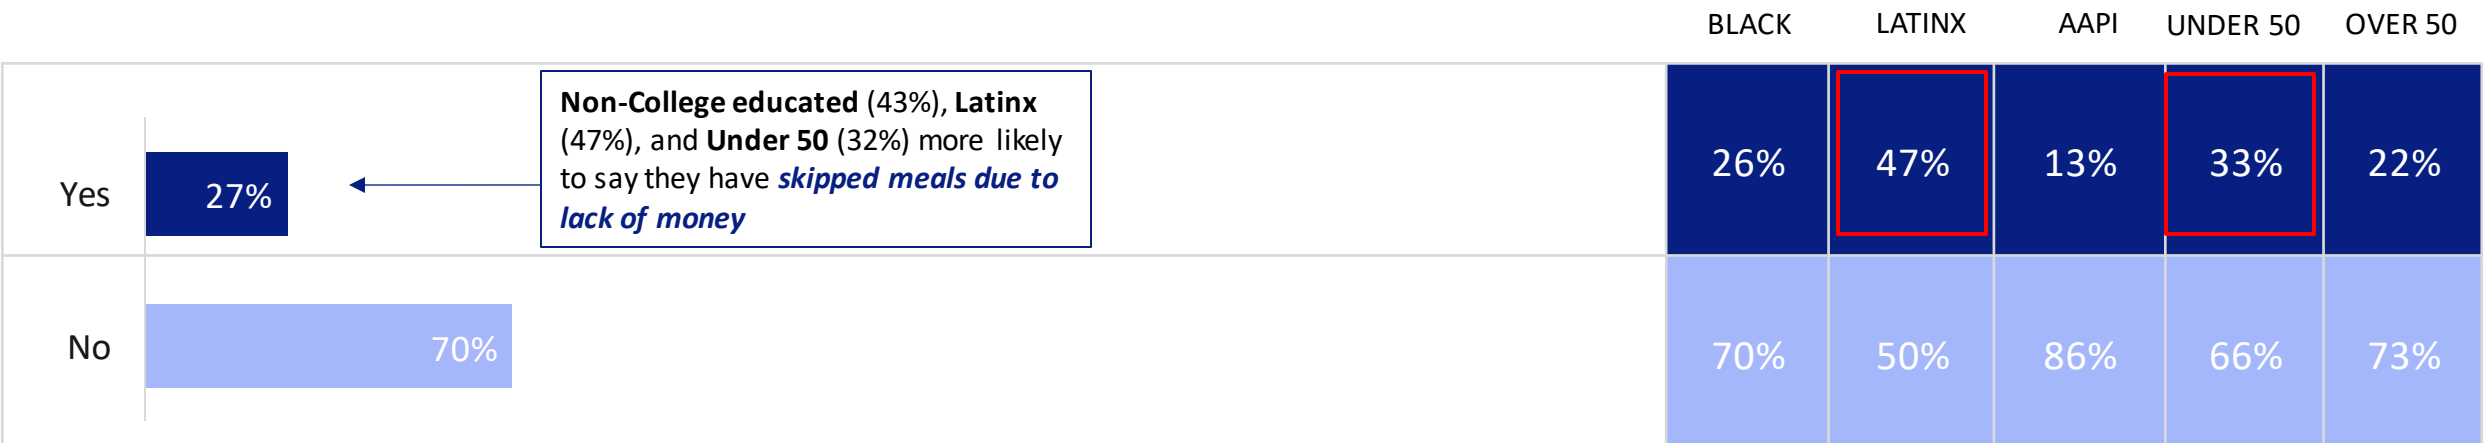 BLACK LATINX AAPI UNDER 50 OVER 50
Non-College educated (43%), Latinx
(47%), and Under 50 (32%) more likely
to say they have skipped meals due to
lack of money
Yes 27% 26% 47% 13% 33% 22%
No 70% 70% 50% 86% 66% 73%